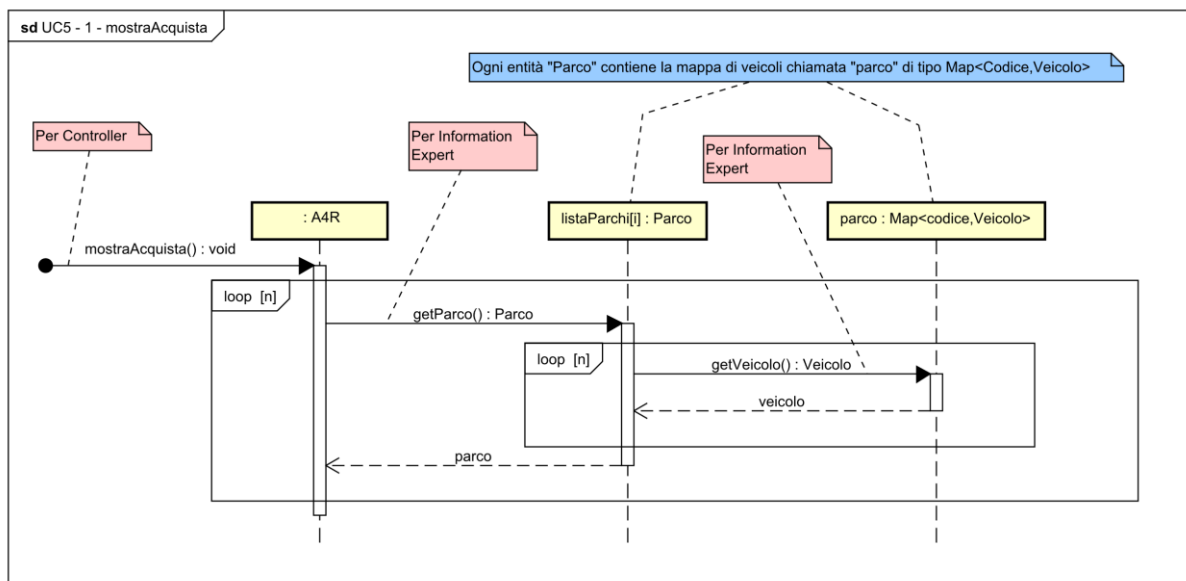 sd UC5 - 1 - mostraAcquista
Ogni entità "Parco" contiene la mappa di veicoli chiamata "parco" di tipo Map<Codice,Veicolo>
Per Controller
Per Information
Expert
Per Information
Expert
: A4R
listaParchi[i] : Parco
parco : Map<codice,Veicolo>
mostraAcquista() : void
loop [n]
getParco() : Parco
loop [n]
getVeicolo() : Veicolo
veicolo
parco